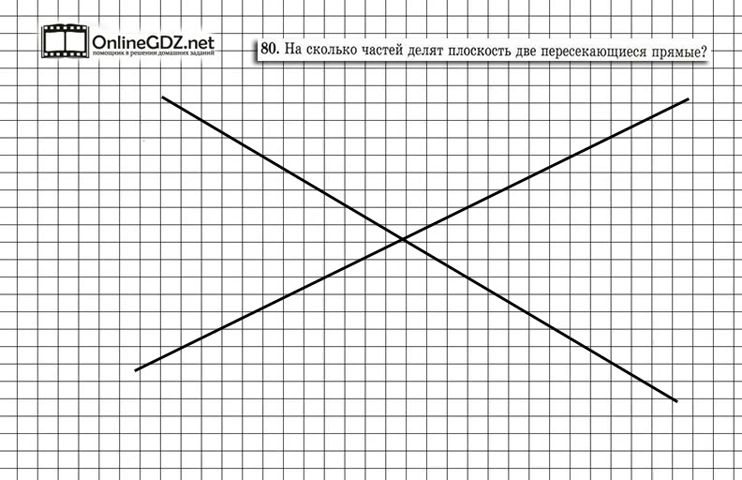 OnlineGDZ.net
помощник в решении домашних заданий
80. На сколько частей делят плоскость две пересекающиеся прямые?